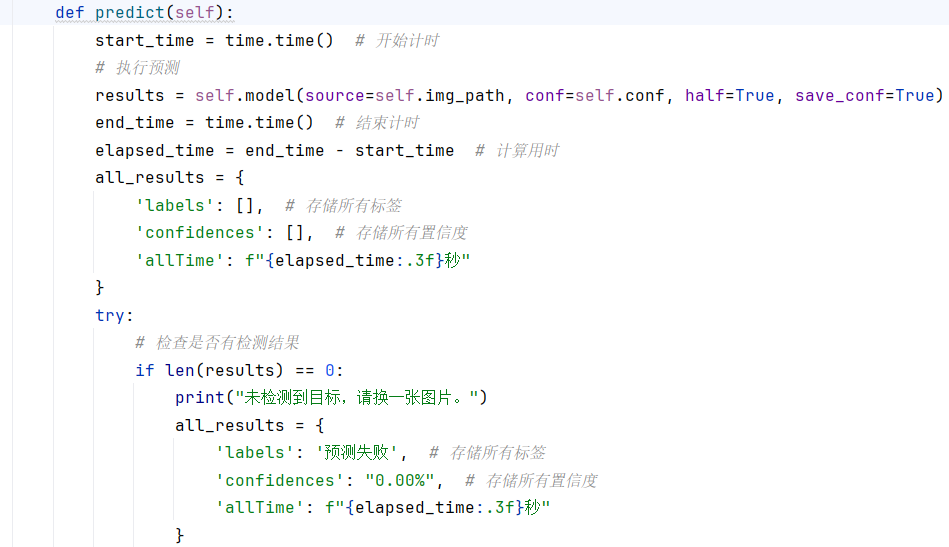 def predict(self):
    start_time = time.time()  # 开始计时
    # 执行预测
    results = self.model(source=self.img_path, conf=self.conf, half=True, save_conf=True)
    end_time = time.time()  # 结束计时
    elapsed_time = end_time - start_time  # 计算用时
    all_results = {
        'labels': [],  # 存储所有标签
        'confidences': [],  # 存储所有置信度
        'allTime': f"{elapsed_time:.3f}秒"
    }
    try:
        # 检查是否有检测结果
        if len(results) == 0:
            print("未检测到目标，请换一张图片。")
            all_results = {
                'labels': '预测失败',  # 存储所有标签
                'confidences': "0.00%",  # 存储所有置信度
                'allTime': f"{elapsed_time:.3f}秒"
            }